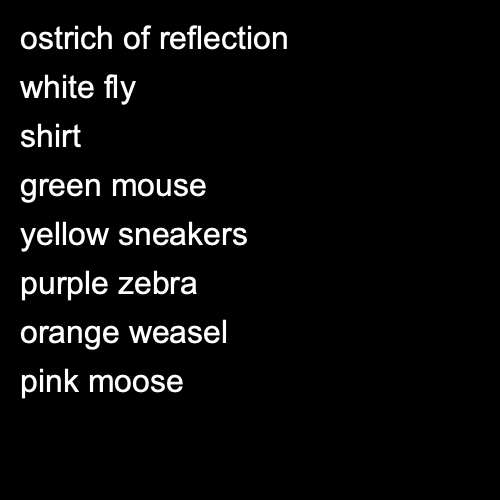 ostrich of reflection
white fly
shirt
green mouse
yellow sneakers
purple zebra
orange weasel
pink moose